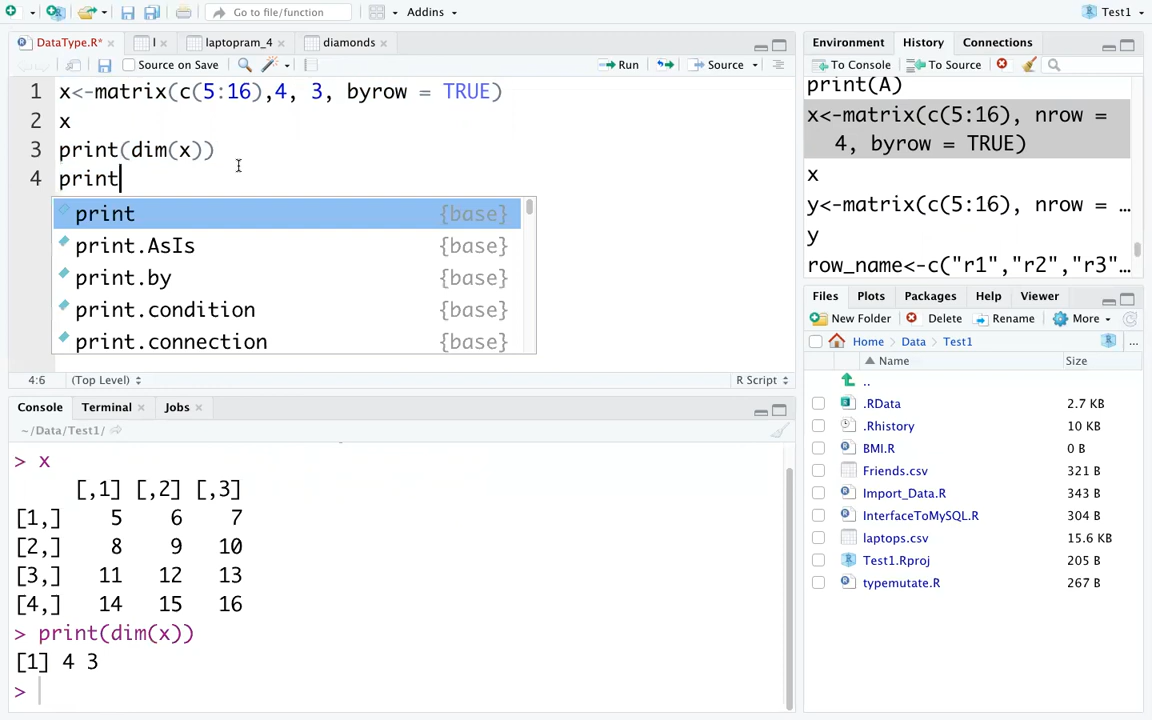 Go to file/function
Addins
Test1
DataType.R*
l
laptopram_4
diamonds
Source on Save
Run
Source
1 x<-matrix(c(5:16),4, 3, byrow = TRUE)
2 x
3 print(dim(x))
4 print
print {base}
print.AsIs {base}
print.by {base}
print.condition {base}
print.connection {base}
4:6 (Top Level) R Script
Console Terminal Jobs
~/Data/Test1/
> x
[,1] [,2] [,3]
[1,] 5 6 7
[2,] 8 9 10
[3,] 11 12 13
[4,] 14 15 16
> print(dim(x))
[1] 4 3
>
Environment History Connections
To Console To Source
print(A)
x<-matrix(c(5:16), nrow =
4, byrow = TRUE)
x
y<-matrix(c(5:16), nrow = …
y
row_name<-c("r1","r2","r3"…
Files Plots Packages Help Viewer
New Folder Delete Rename More
Home Data Test1 ...
Name Size
..
.RData 2.7 KB
.Rhistory 10 KB
BMI.R 0 B
Friends.csv 321 B
Import_Data.R 343 B
InterfaceToMySQL.R 304 B
laptops.csv 15.6 KB
Test1.Rproj 205 B
typemutate.R 267 B